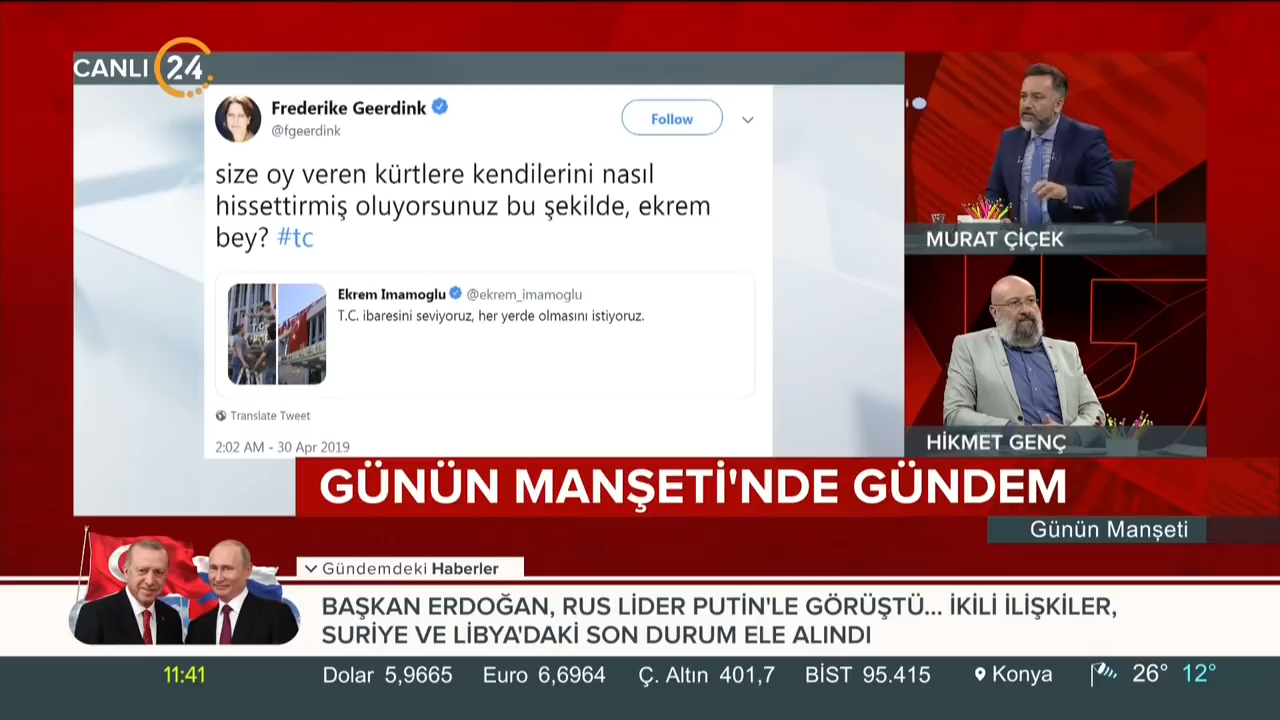 CANLI 24
Frederike Geerdink
@fgeerdink
Follow
size oy veren kürtlere kendilerini nasıl
hissettirmiş oluyorsunuz bu şekilde, ekrem
bey? #tc
Ekrem Imamoglu @ekrem_imamoglu
T.C. ibaresini seviyoruz, her yerde olmasını istiyoruz.
Translate Tweet
2:02 AM - 30 Apr 2019
MURAT ÇİÇEK
HİKMET GENÇ
GÜNÜN MANŞETİ'NDE GÜNDEM
Günün Manşeti
Gündemdeki Haberler
BAŞKAN ERDOĞAN, RUS LİDER PUTİN'LE GÖRÜŞTÜ... İKİLİ İLİŞKİLER,
SURİYE VE LİBYA'DAKİ SON DURUM ELE ALINDI
11:41 Dolar 5,9665 Euro 6,6964 Ç. Altın 401,7 BİST 95.415 Konya 26° 12°